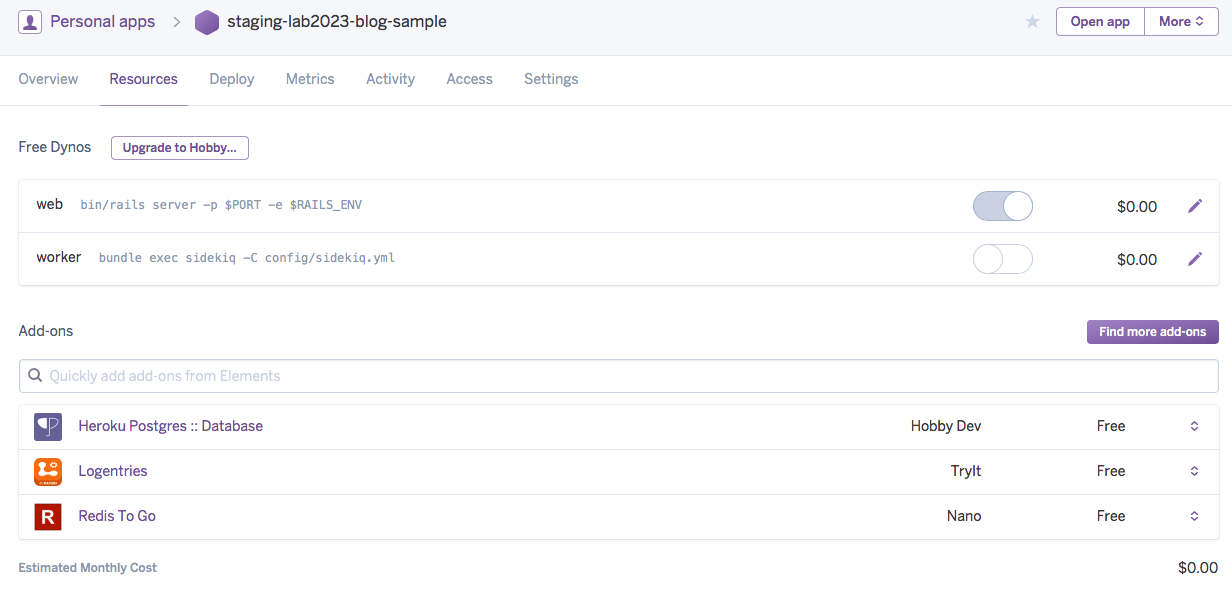 Personal apps > staging-lab2023-blog-sample Open app More
Overview Resources Deploy Metrics Activity Access Settings
Free Dynos Upgrade to Hobby...
web bin/rails server -p $PORT -e $RAILS_ENV $0.00
worker bundle exec sidekiq -C config/sidekiq.yml $0.00
Add-ons Find more add-ons
Quickly add add-ons from Elements
Heroku Postgres :: Database Hobby Dev Free
Logentries TryIt Free
R Redis To Go Nano Free
Estimated Monthly Cost $0.00